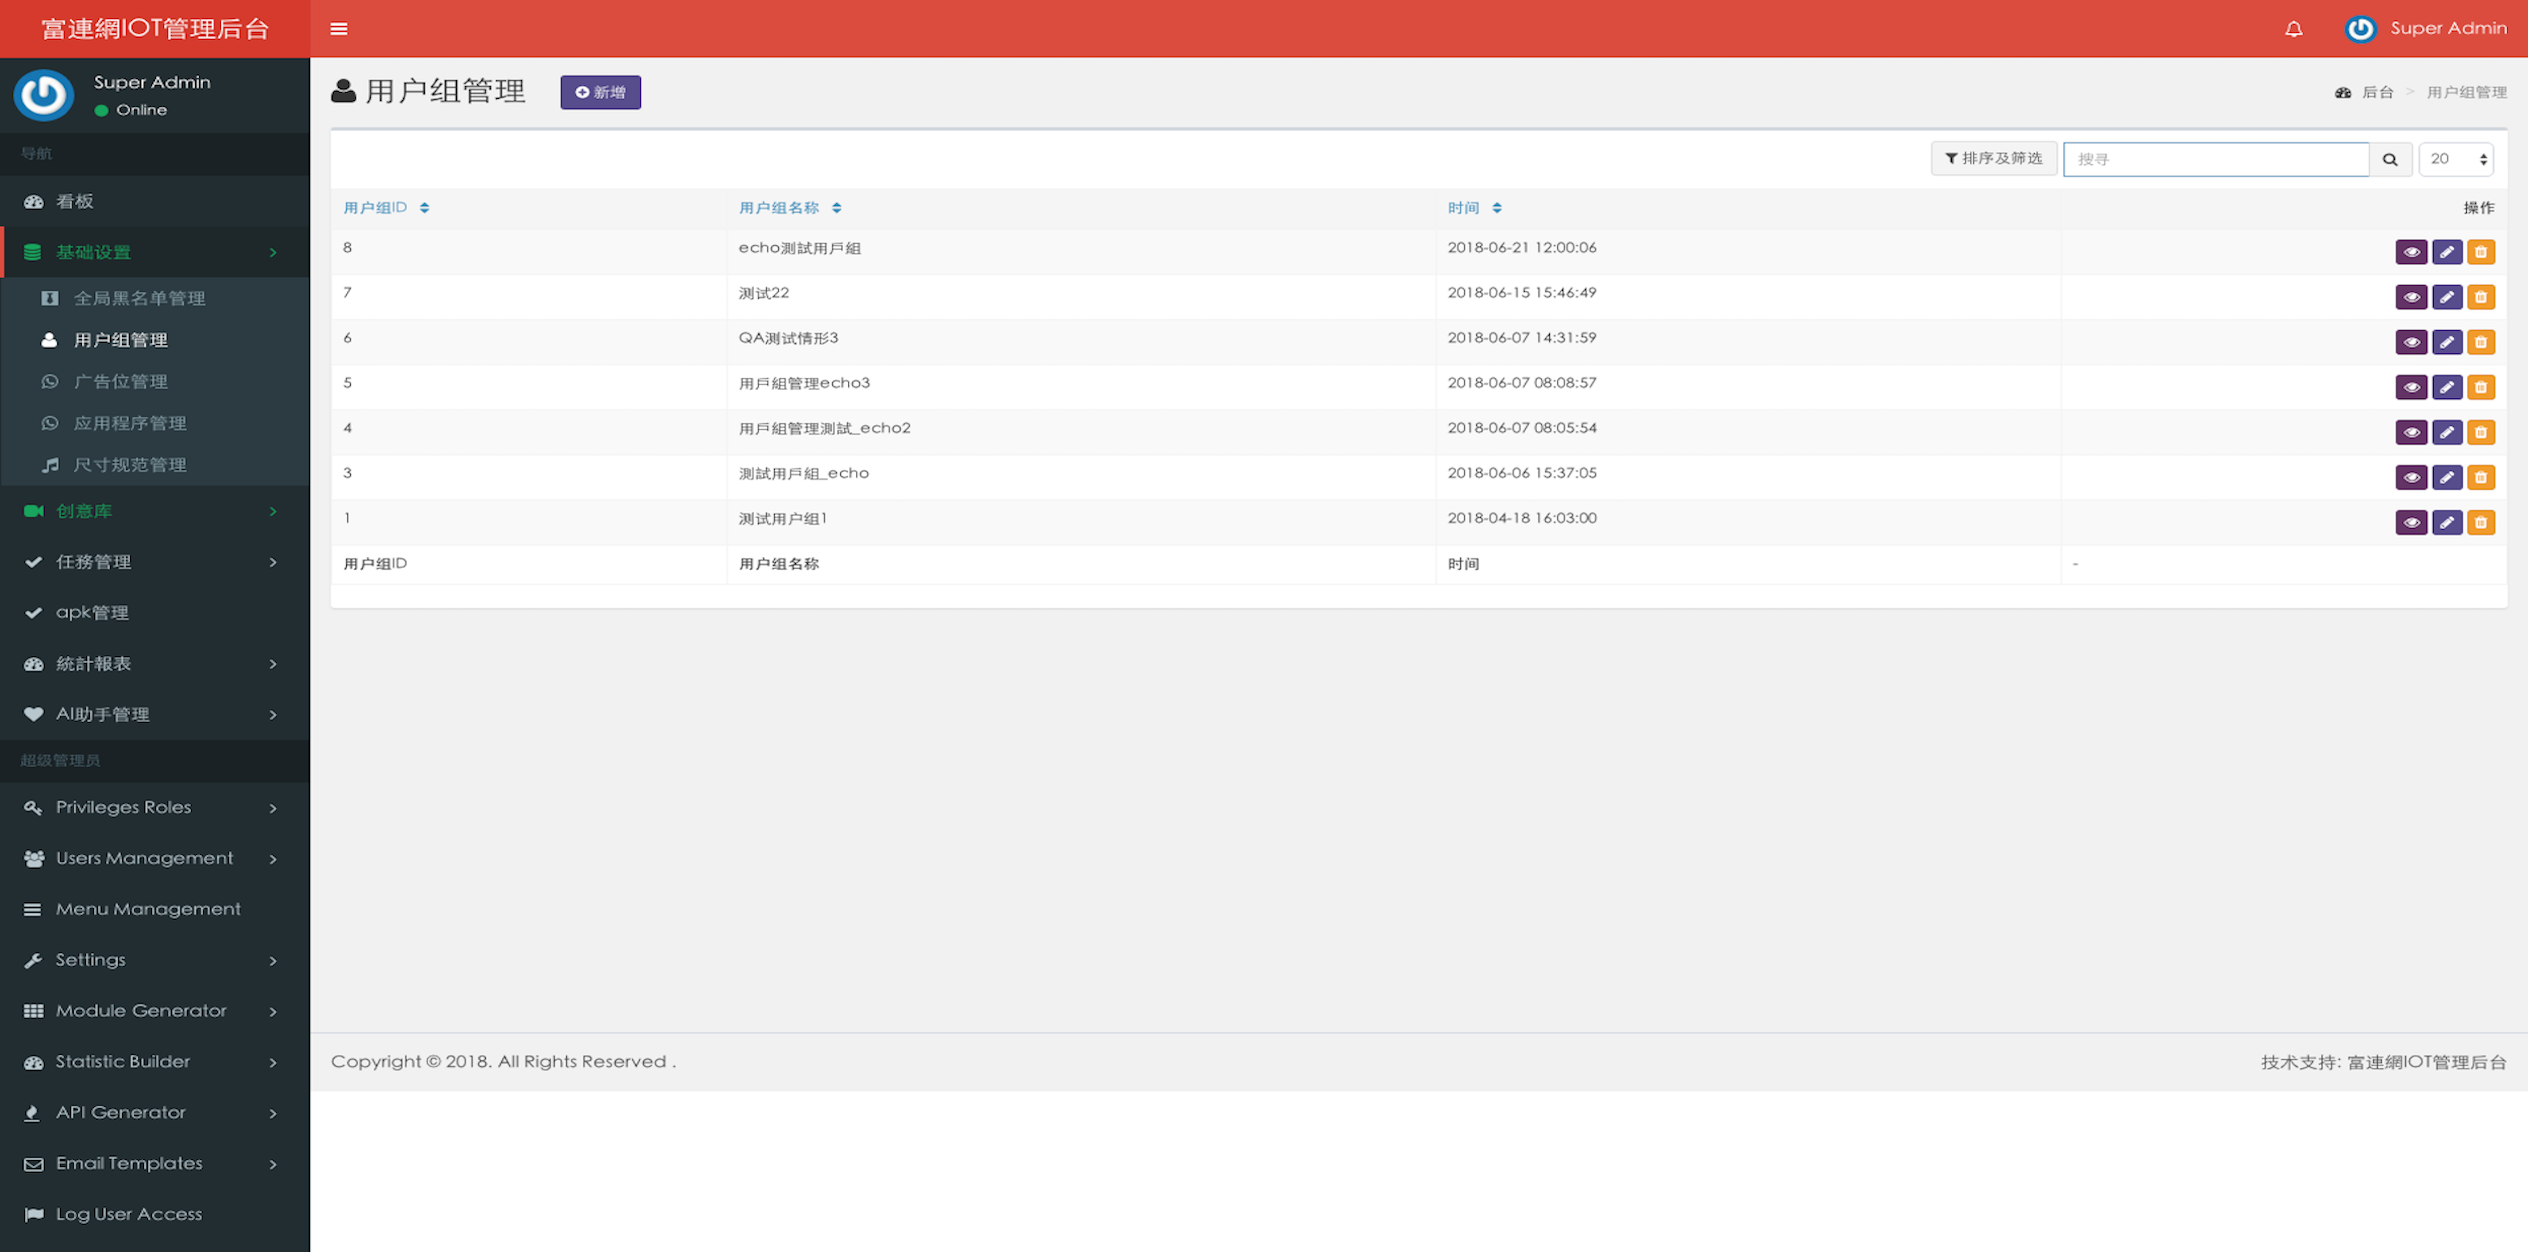 富連網IOT管理后台
Super Admin
Super Admin
Online
导航
看板
基础设置
全局黑名单管理
用户组管理
广告位管理
应用程序管理
尺寸规范管理
创意库
任務管理
apk管理
統計報表
AI助手管理
超级管理员
Privileges Roles
Users Management
Menu Management
Settings
Module Generator
Statistic Builder
API Generator
Email Templates
Log User Access
用户组管理 新增
后台 > 用户组管理
排序及筛选 搜寻 20
用户组ID 用户组名称 时间 操作
8 echo測試用戶組 2018-06-21 12:00:06
7 测试22 2018-06-15 15:46:49
6 QA测试情形3 2018-06-07 14:31:59
5 用戶組管理echo3 2018-06-07 08:08:57
4 用戶組管理測試_echo2 2018-06-07 08:05:54
3 測試用戶組_echo 2018-06-06 15:37:05
1 测试用户组1 2018-04-18 16:03:00
用户组ID 用户组名称 时间 -
Copyright © 2018. All Rights Reserved .
技术支持: 富連網IOT管理后台